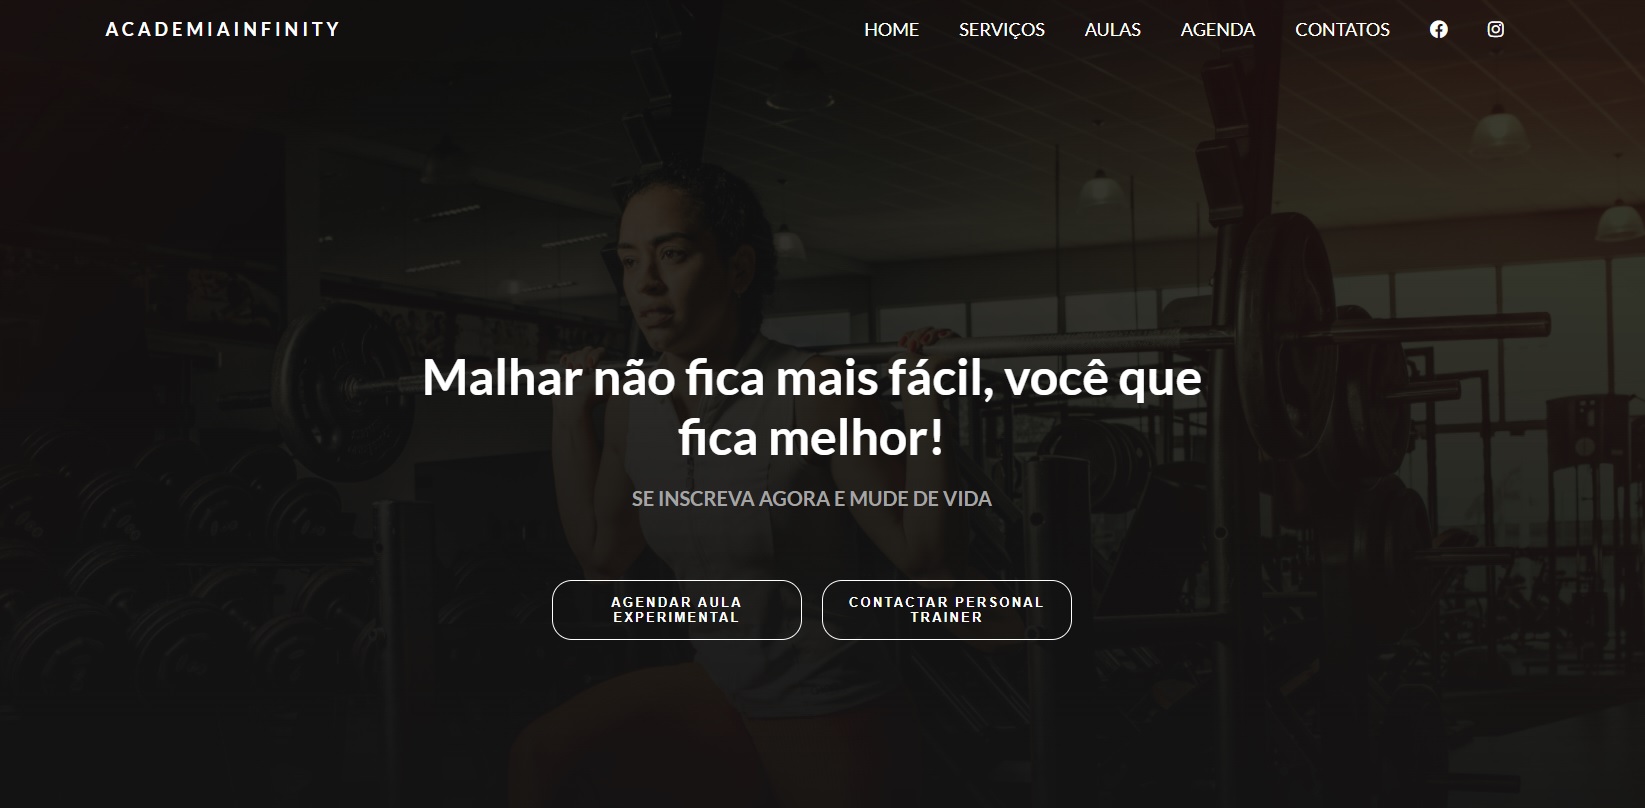 ACADEMIAINFINITY
HOME SERVIÇOS AULAS AGENDA CONTATOS
Malhar não fica mais fácil, você que
fica melhor!
SE INSCREVA AGORA E MUDE DE VIDA
AGENDAR AULA
EXPERIMENTAL
CONTACTAR PERSONAL
TRAINER